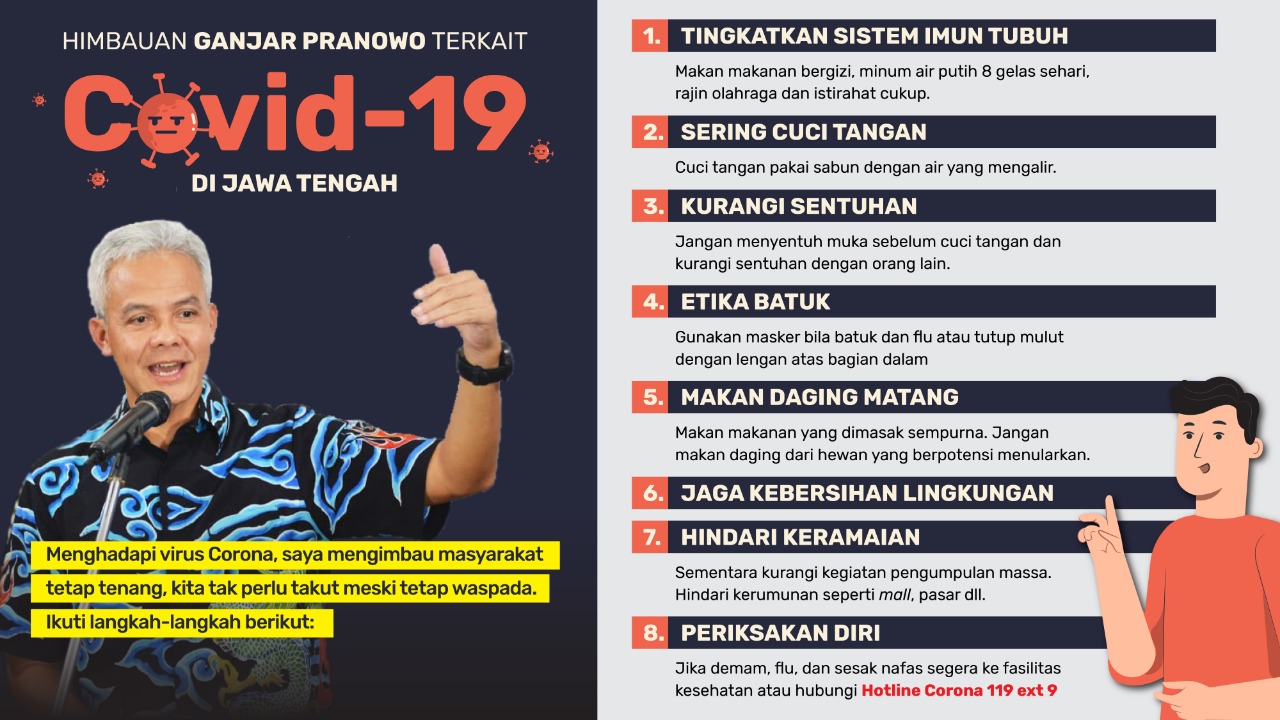 HIMBAUAN GANJAR PRANOWO TERKAIT
Covid-19
DI JAWA TENGAH
Menghadapi virus Corona, saya mengimbau masyarakat
tetap tenang, kita tak perlu takut meski tetap waspada.
Ikuti langkah-langkah berikut:
1. TINGKATKAN SISTEM IMUN TUBUH
Makan makanan bergizi, minum air putih 8 gelas sehari,
rajin olahraga dan istirahat cukup.
2. SERING CUCI TANGAN
Cuci tangan pakai sabun dengan air yang mengalir.
3. KURANGI SENTUHAN
Jangan menyentuh muka sebelum cuci tangan dan
kurangi sentuhan dengan orang lain.
4. ETIKA BATUK
Gunakan masker bila batuk dan flu atau tutup mulut
dengan lengan atas bagian dalam
5. MAKAN DAGING MATANG
Makan makanan yang dimasak sempurna. Jangan
makan daging dari hewan yang berpotensi menularkan.
6. JAGA KEBERSIHAN LINGKUNGAN
7. HINDARI KERAMAIAN
Sementara kurangi kegiatan pengumpulan massa.
Hindari kerumunan seperti mall, pasar dll.
8. PERIKSAKAN DIRI
Jika demam, flu, dan sesak nafas segera ke fasilitas
kesehatan atau hubungi Hotline Corona 119 ext 9